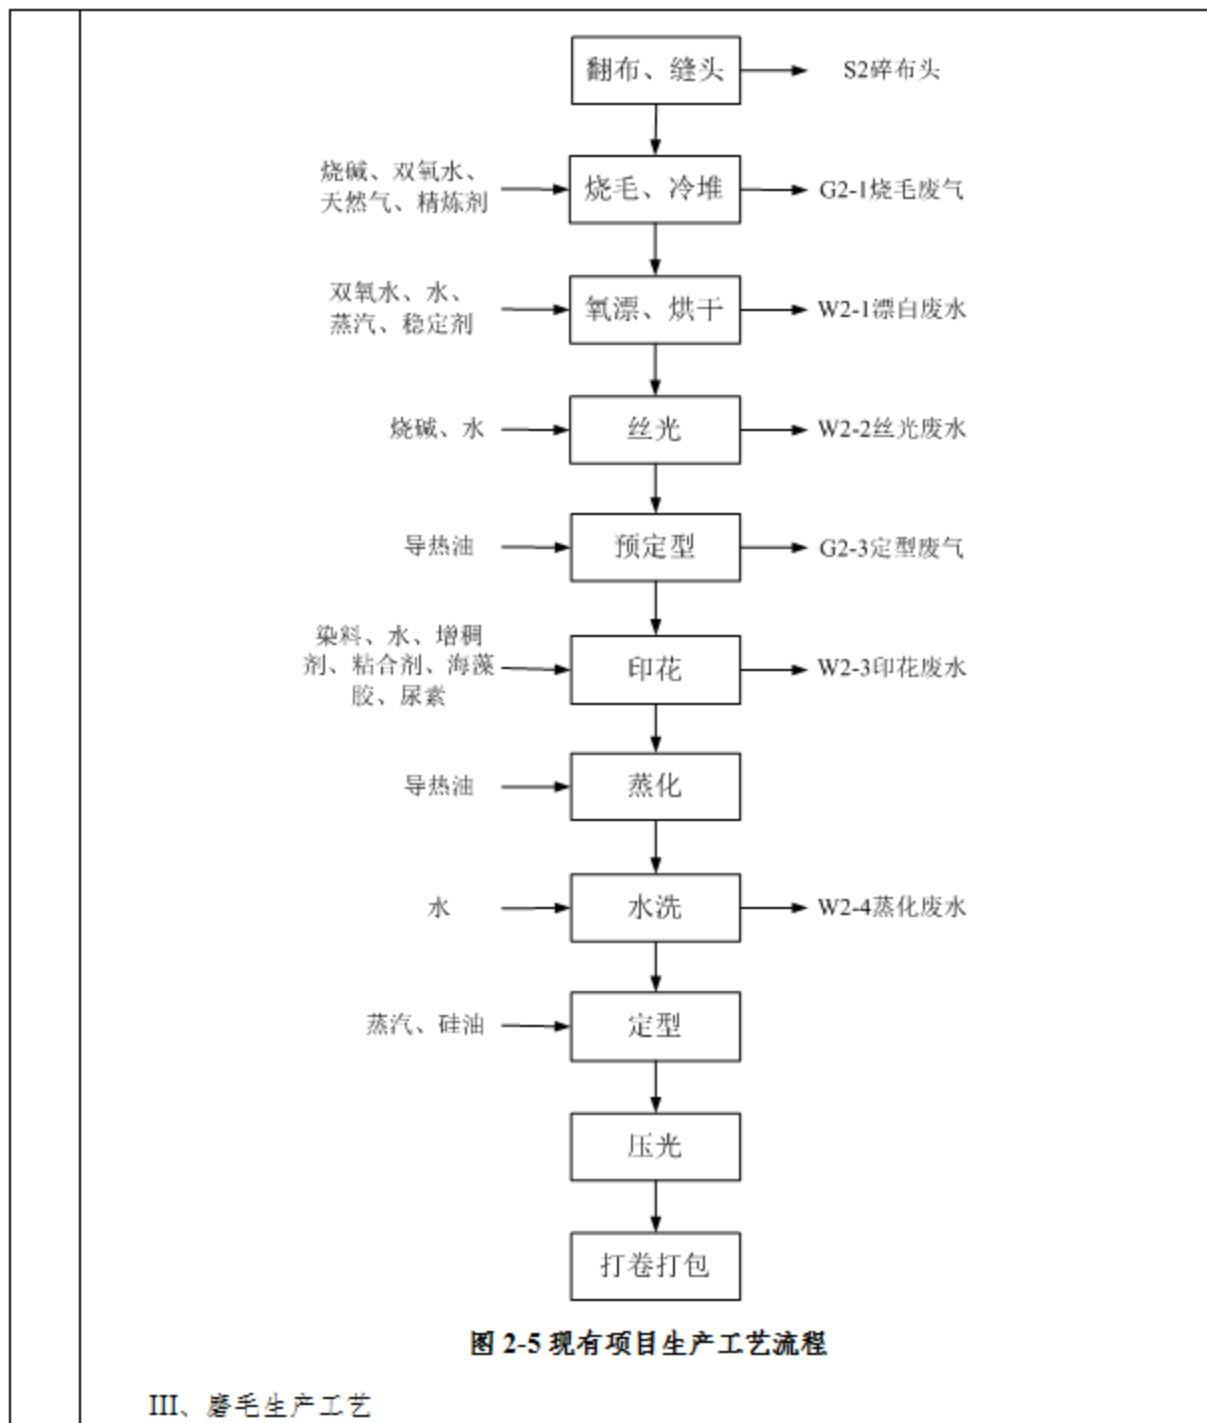 翻布、缝头
S2碎布头
烧碱、双氧水、
天然气、精炼剂
烧毛、冷堆
G2-1烧毛废气
双氧水、水、
蒸汽、稳定剂
氧漂、烘干
W2-1漂白废水
烧碱、水
丝光
W2-2丝光废水
导热油
预定型
G2-3定型废气
染料、水、增稠
剂、粘合剂、海藻
胶、尿素
印花
W2-3印花废水
导热油
蒸化
水
水洗
W2-4蒸化废水
蒸汽、硅油
定型
压光
打卷打包
图 2-5 现有项目生产工艺流程
III、磨毛生产工艺